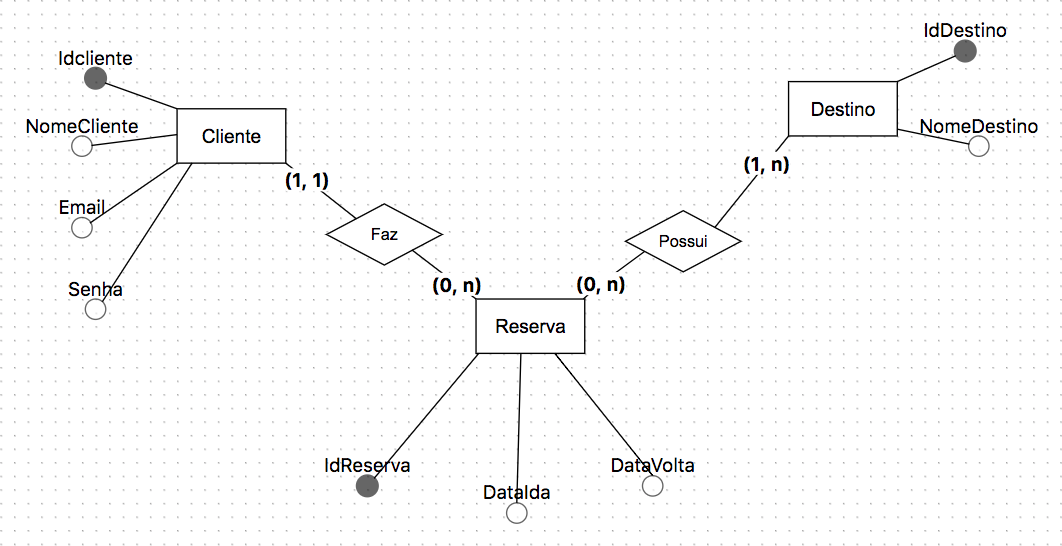 IdDestino
Idcliente
Destino
NomeCliente
Cliente
NomeDestino
(1, n)
(1, 1)
Email
Faz
Possui
(0, n)
(0, n)
Senha
Reserva
IdReserva
DataVolta
DataIda